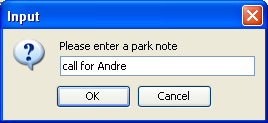 Input
Please enter a park note
call for Andre
OK
Cancel